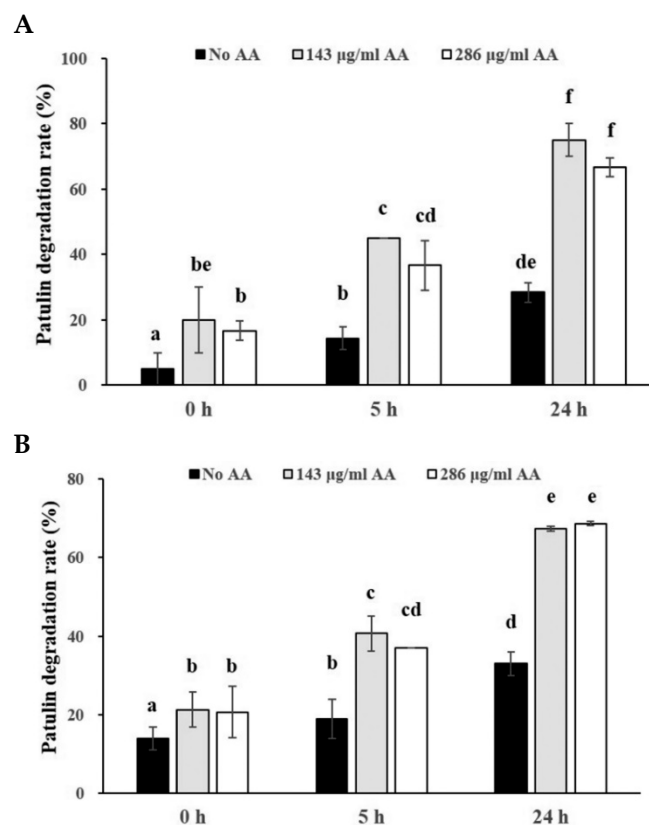 A
No AA 143 µg/ml AA 286 µg/ml AA
Patulin degradation rate (%)
100
80
60
40
20
0
a
be
b
b
c
cd
de
f
f
0 h 5 h 24 h
B
No AA 143 µg/ml AA 286 µg/ml AA
Patulin degradation rate (%)
80
60
40
20
0
a
b
b
b
c
cd
d
e
e
0 h 5 h 24 h